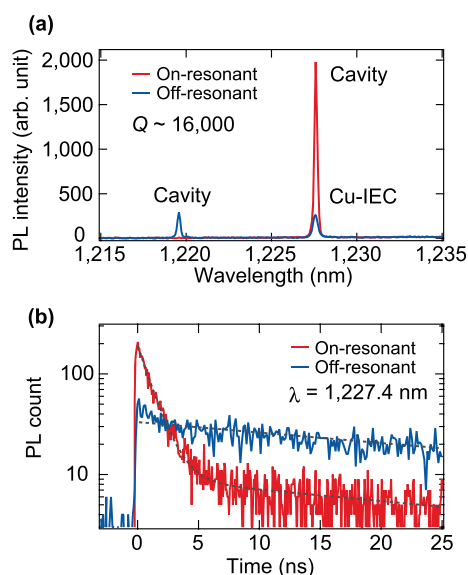 (a)
PL intensity (arb. unit)
2,000
1,500
1,000
500
0
On-resonant
Off-resonant
Q ~ 16,000
Cavity
Cavity
Cu-IEC
1,215
1,220
1,225
1,230
1,235
Wavelength (nm)
(b)
PL count
100
10
On-resonant
Off-resonant
λ = 1,227.4 nm
0
5
10
15
20
25
Time (ns)